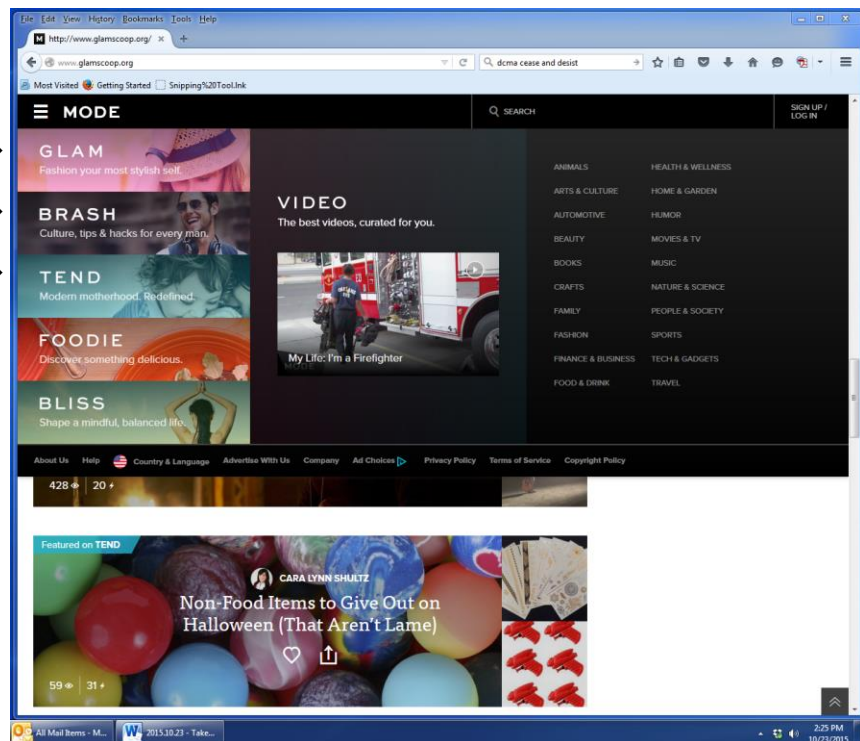 File Edit View History Bookmarks Tools Help
M http://www.glamscoop.org/ × +
www.glamscoop.org
dcma cease and desist
Most Visited Getting Started Snipping%20Tool.lnk
MODE
SEARCH
SIGN UP / LOG IN
GLAM
Fashion your most stylish self.
BRASH
Culture, tips & hacks for every man.
TEND
Modern motherhood. Redefined.
FOODIE
Discover something delicious.
BLISS
Shape a mindful, balanced life.
VIDEO
The best videos, curated for you.
My Life: I'm a Firefighter
MODE
ANIMALS
ARTS & CULTURE
AUTOMOTIVE
BEAUTY
BOOKS
CRAFTS
FAMILY
FASHION
FINANCE & BUSINESS
FOOD & DRINK
HEALTH & WELLNESS
HOME & GARDEN
HUMOR
MOVIES & TV
MUSIC
NATURE & SCIENCE
PEOPLE & SOCIETY
SPORTS
TECH & GADGETS
TRAVEL
About Us Help Country & Language Advertise With Us Company Ad Choices Privacy Policy Terms of Service Copyright Policy
428 20
Featured on TEND
CARA LYNN SHULTZ
Non-Food Items to Give Out on
Halloween (That Aren't Lame)
59 31
All Mail Items - M... 2015.10.23 - Take...
2:25 PM
10/23/2015